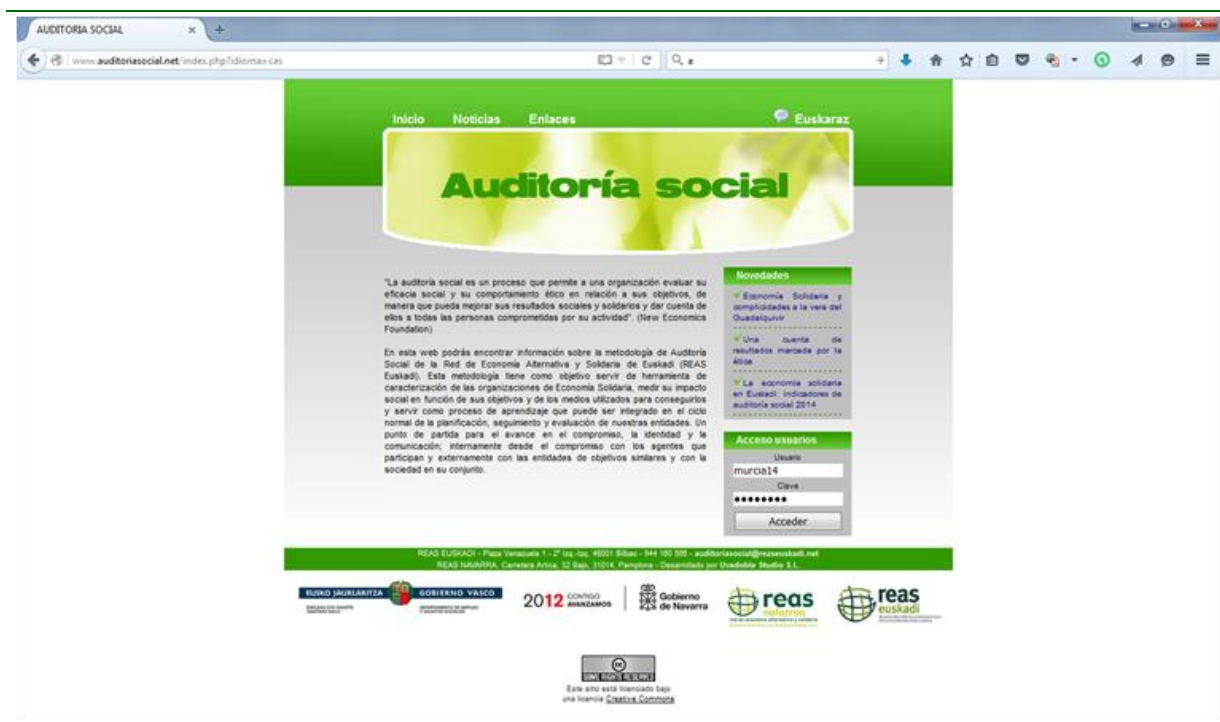 AUDITORIA SOCIAL
www.auditoriasocial.net/index.php?idioma=cas
Inicio Noticias Enlaces Euskaraz
Auditoría social
"La auditoría social es un proceso que permite a una organización evaluar su
eficacia social y su comportamiento ético en relación a sus objetivos, de
manera que pueda mejorar sus resultados sociales y solidarios y dar cuenta de
ellos a todas las personas comprometidas por su actividad". (New Economics
Foundation)
En esta web podrás encontrar información sobre la metodología de Auditoría
Social de la Red de Economía Alternativa y Solidaria de Euskadi (REAS
Euskadi). Esta metodología tiene como objetivo servir de herramienta de
caracterización de las organizaciones de Economía Solidaria, medir su impacto
social en función de sus objetivos y de los medios utilizados para conseguirlos
y servir como proceso de aprendizaje que puede ser integrado en el ciclo
normal de la planificación, seguimiento y evaluación de nuestras entidades. Un
punto de partida para el avance en el compromiso, la identidad y la
comunicación; internamente desde el compromiso con los agentes que
participan y externamente con las entidades de objetivos similares y con la
sociedad en su conjunto.
Novedades
Economía Solidaria y
complicidades a la vera del
Guadalquivir
Una cuenta de
resultados marcada por la
ética
La economía solidaria
en Euskadi: indicadores de
auditoría social 2014
Acceso usuarios
Usuario
murcia14
Clave
Acceder
REAS EUSKADI - Plaza Venezuela 1 - 2º Izq.-Izq. 48001 Bilbao - 944 160 566 - auditoriasocial@reaseuskadi.net
REAS NAVARRA, Carretera Artica, 32 Bajo, 31014, Pamplona - Desarrollado por Uvedoble Studio S.L.
EUSKO JAURLARITZA GOBIERNO VASCO
2012 CONTIGO AVANZAMOS
Gobierno
de Navarra
reas
navarra
red de economía alternativa y solidaria
reas
euskadi
cc
SOME RIGHTS RESERVED
Este sitio está licenciado bajo
una licencia Creative Commons